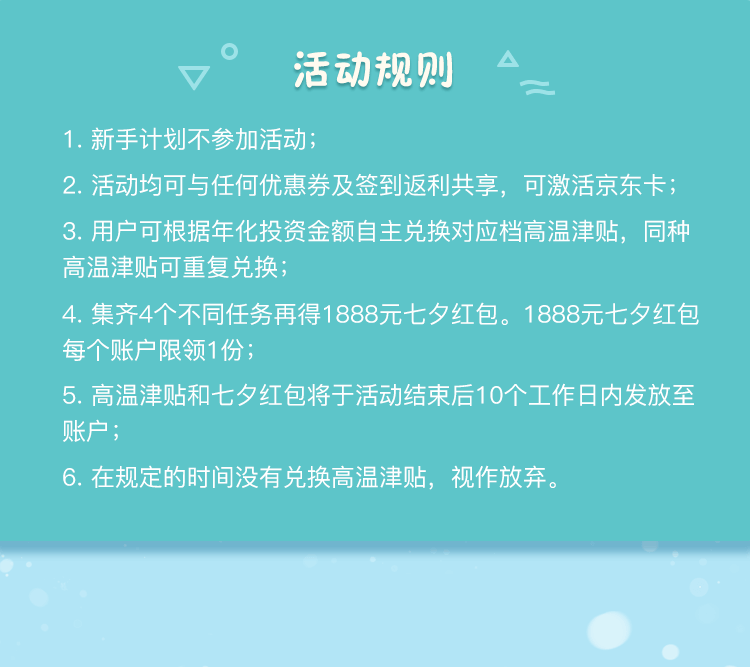 活动规则
1. 新手计划不参加活动；
2. 活动均可与任何优惠券及签到返利共享，可激活京东卡；
3. 用户可根据年化投资金额自主兑换对应档高温津贴，同种
高温津贴可重复兑换；
4. 集齐4个不同任务再得1888元七夕红包。1888元七夕红包
每个账户限领1份；
5. 高温津贴和七夕红包将于活动结束后10个工作日内发放至
账户；
6. 在规定的时间没有兑换高温津贴，视作放弃。